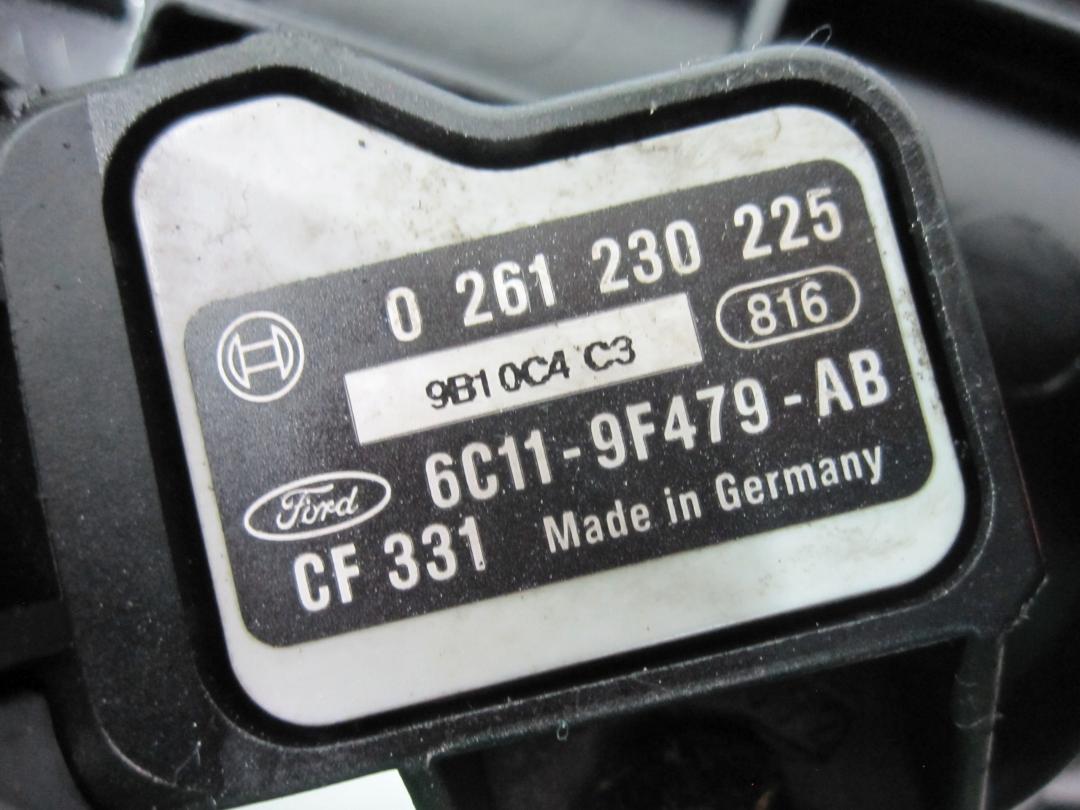 0 261 230 225
9B10C4 C3
816
6C11-9F479-AB
Ford
CF 331
Made in Germany